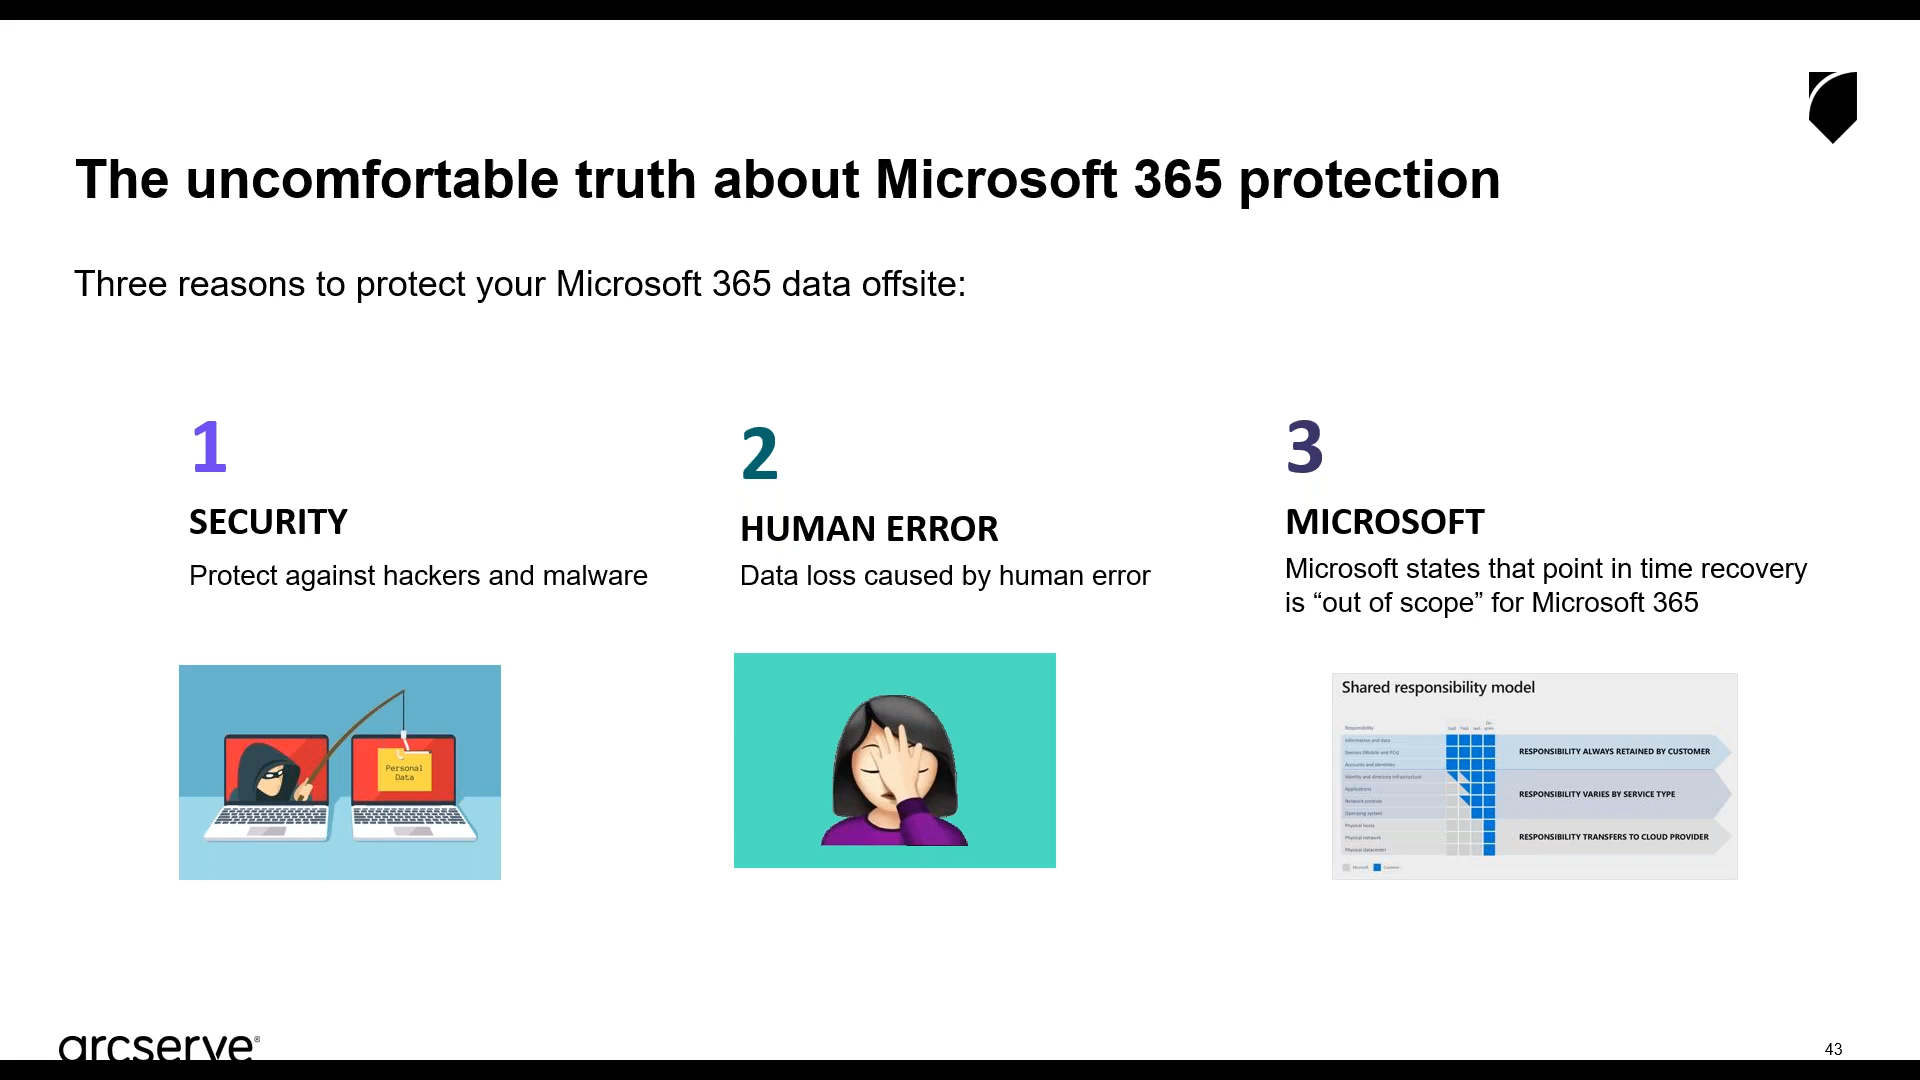 The uncomfortable truth about Microsoft 365 protection
Three reasons to protect your Microsoft 365 data offsite:
1
SECURITY
Protect against hackers and malware
Personal
Data
2
HUMAN ERROR
Data loss caused by human error
3
MICROSOFT
Microsoft states that point in time recovery
is “out of scope” for Microsoft 365
Shared responsibility model
Responsibility
Information and data
Devices (Mobile and PCs)
Accounts and identities
Identity and directory infrastructure
Applications
Network controls
Operating system
Physical hosts
Physical network
Physical datacenter
RESPONSIBILITY ALWAYS RETAINED BY CUSTOMER
RESPONSIBILITY VARIES BY SERVICE TYPE
RESPONSIBILITY TRANSFERS TO CLOUD PROVIDER
Microsoft
Customer
arcserve®
43